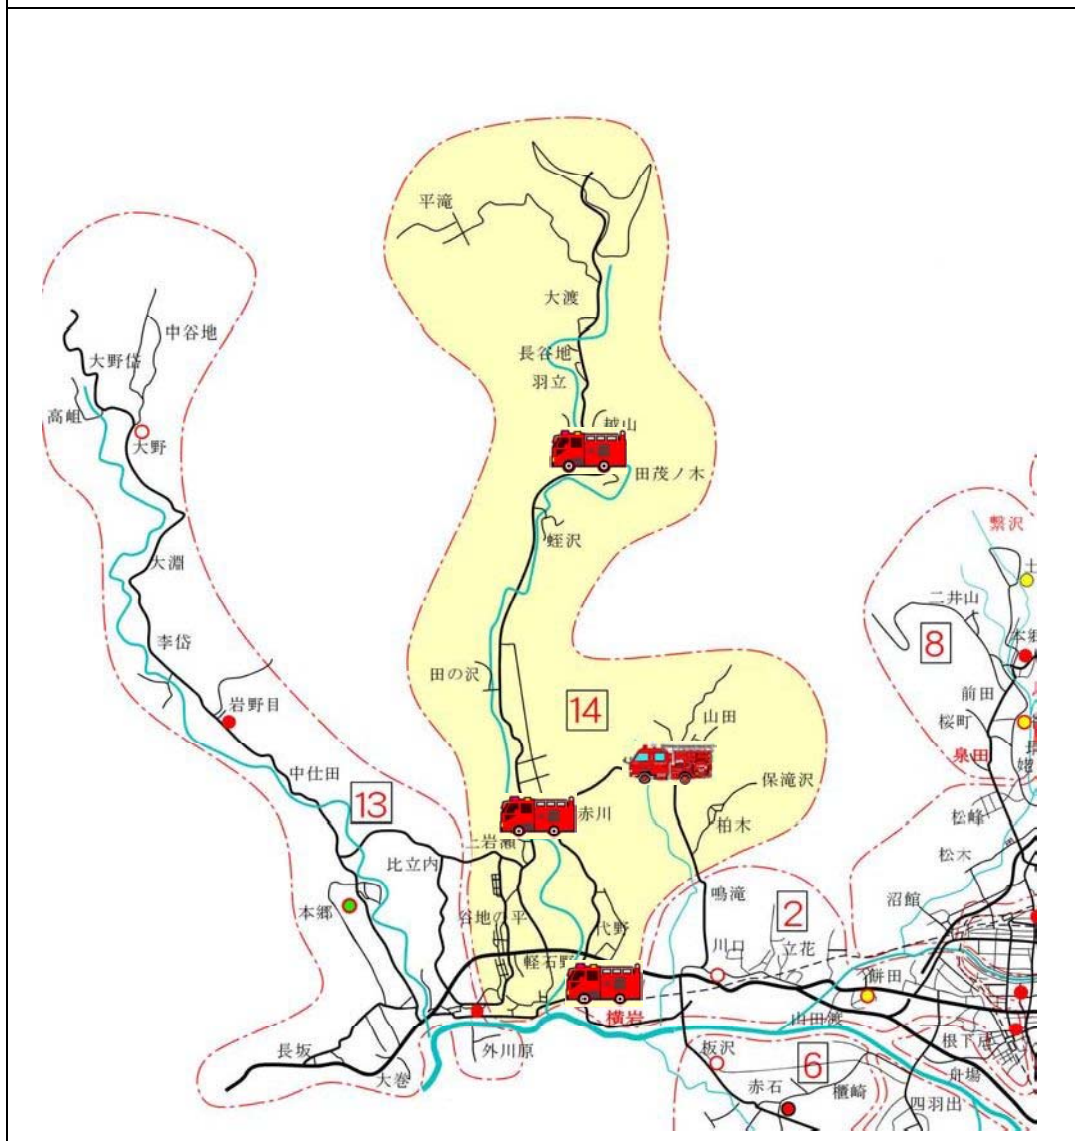 平滝
大渡
中谷地
大野岱
長谷地
羽立
高岨
越山
大野
田茂ノ木
繋沢
蛭沢
大淵
二井山
李岱
8
本郷
田の沢
前田
岩野目
14
山田
桜町
泉田
中仕田
保滝沢
13
赤川
松峰
柏木
二岩瀬
松木
比立内
鳴滝
沼館
本郷
谷地の平
2
代野
川口
立花
軽石野
餅田
横岩
山田渡
根下戸
外川原
板沢
長坂
6
大巻
赤石
櫃崎
舟場
四羽出